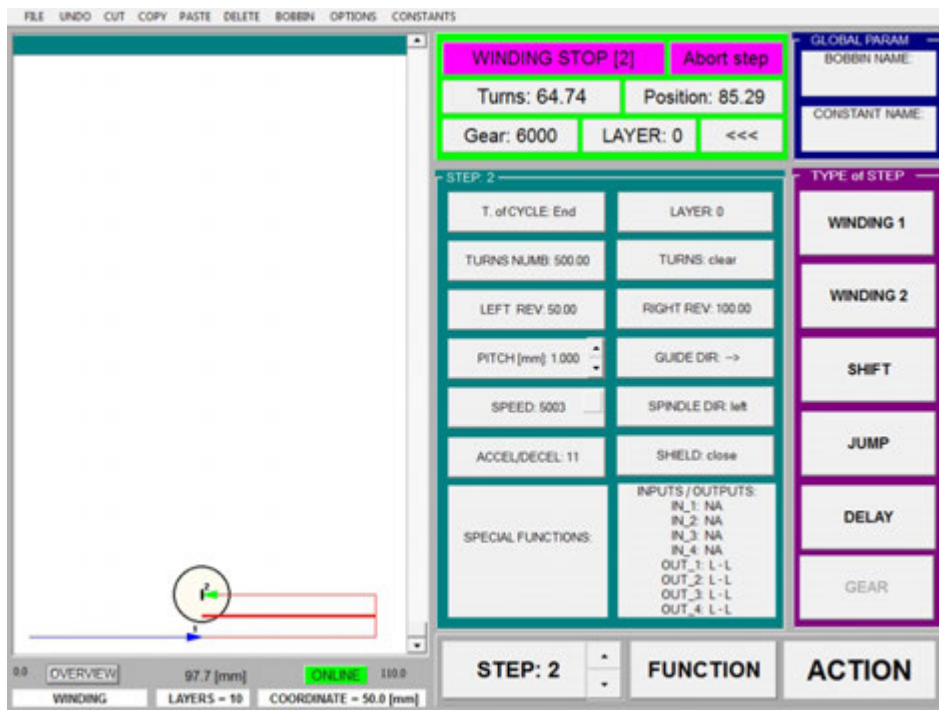 FILE UNDO CUT COPY PASTE DELETE BOBBIN OPTIONS CONSTANTS
WINDING STOP [2] Abort step
Turns: 64.74 Position: 85.29
Gear: 6000 LAYER: 0 <<<
GLOBAL PARAM
BOBBIN NAME:
CONSTANT NAME:
STEP: 2
T. of CYCLE: End LAYER: 0
TURNS NUMB: 500.00 TURNS: clear
LEFT REV: 50.00 RIGHT REV: 100.00
PITCH [mm]: 1.000 GUIDE DIR: -->
SPEED: 5003 SPINDLE DIR: left
ACCEL/DECEL: 11 SHIELD: close
SPECIAL FUNCTIONS:
INPUTS / OUTPUTS:
IN_1: NA
IN_2: NA
IN_3: NA
IN_4: NA
OUT_1: L - L
OUT_2: L - L
OUT_3: L - L
OUT_4: L - L
TYPE of STEP
WINDING 1
WINDING 2
SHIFT
JUMP
DELAY
GEAR
2
1
0.0 OVERVIEW 97.7 [mm] ONLINE 110.0
WINDING LAYERS = 10 COORDINATE = 50.0 [mm]
STEP: 2 FUNCTION ACTION